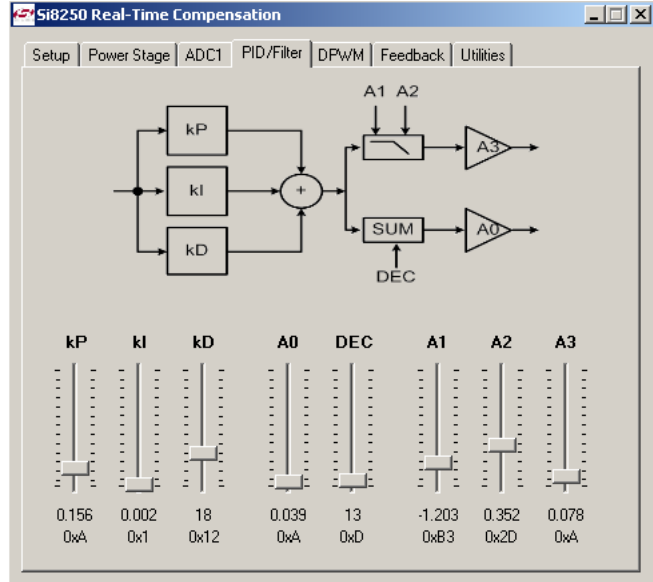 Si8250 Real-Time Compensation
Setup Power Stage ADC1 PID/Filter DPWM Feedback Utilities
A1 A2
kP
A3
kI
+
SUM
A0
kD
DEC
kP kI kD A0 DEC A1 A2 A3
0.156 0.002 18 0.039 13 -1.203 0.352 0.078
0xA 0x1 0x12 0xA 0xD 0xB3 0x2D 0xA